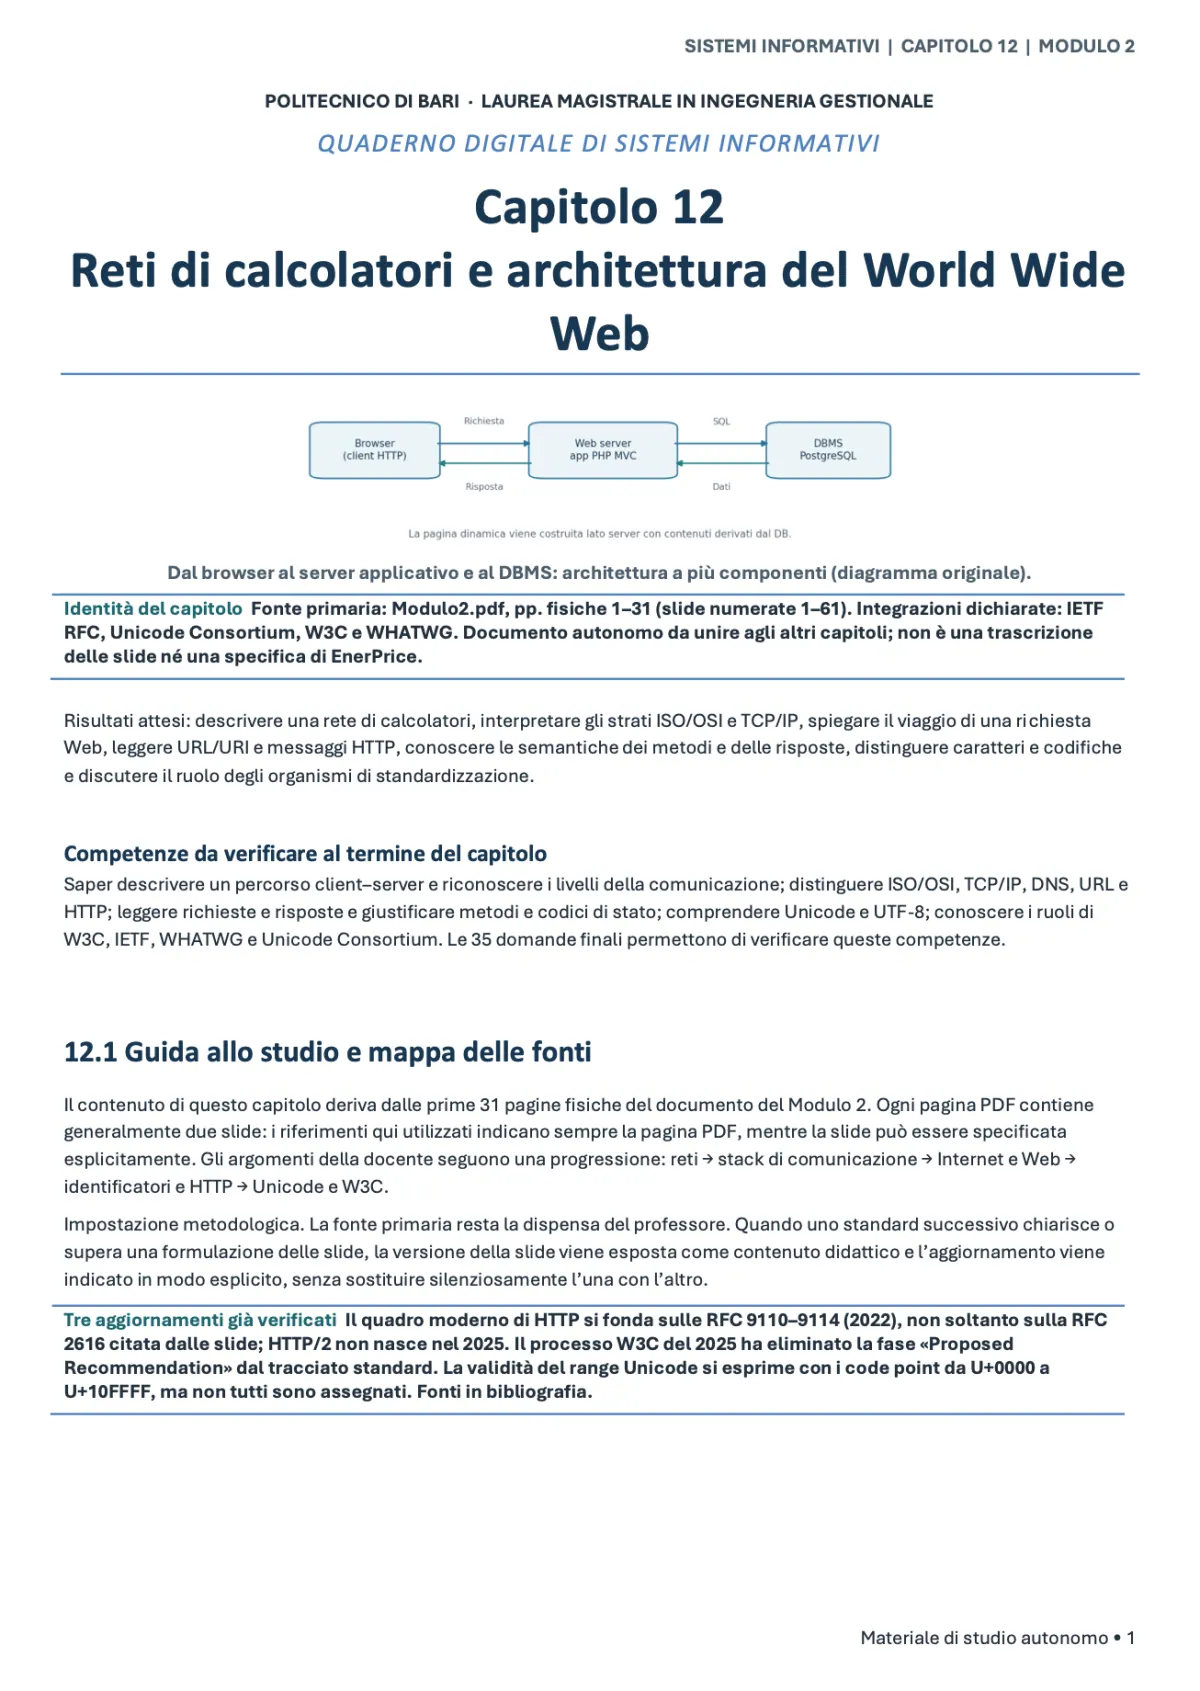 SISTEMI INFORMATIVI | CAPITOLO 12 | MODULO 2
POLITECNICO DI BARI · LAUREA MAGISTRALE IN INGEGNERIA GESTIONALE
QUADERNO DIGITALE DI SISTEMI INFORMATIVI
Capitolo 12
Reti di calcolatori e architettura del World Wide
Web
Richiesta
SQL
Browser
(client HTTP)
Web server
app PHP MVC
DBMS
PostgreSQL
Risposta
Dati
La pagina dinamica viene costruita lato server con contenuti derivati dal DB.
Dal browser al server applicativo e al DBMS: architettura a più componenti (diagramma originale).
Identità del capitolo Fonte primaria: Modulo2.pdf, pp. fisiche 1–31 (slide numerate 1–61). Integrazioni dichiarate: IETF
RFC, Unicode Consortium, W3C e WHATWG. Documento autonomo da unire agli altri capitoli; non è una trascrizione
delle slide né una specifica di EnerPrice.
Risultati attesi: descrivere una rete di calcolatori, interpretare gli strati ISO/OSI e TCP/IP, spiegare il viaggio di una richiesta
Web, leggere URL/URI e messaggi HTTP, conoscere le semantiche dei metodi e delle risposte, distinguere caratteri e codifiche
e discutere il ruolo degli organismi di standardizzazione.
Competenze da verificare al termine del capitolo
Saper descrivere un percorso client–server e riconoscere i livelli della comunicazione; distinguere ISO/OSI, TCP/IP, DNS, URL e
HTTP; leggere richieste e risposte e giustificare metodi e codici di stato; comprendere Unicode e UTF-8; conoscere i ruoli di
W3C, IETF, WHATWG e Unicode Consortium. Le 35 domande finali permettono di verificare queste competenze.
12.1 Guida allo studio e mappa delle fonti
Il contenuto di questo capitolo deriva dalle prime 31 pagine fisiche del documento del Modulo 2. Ogni pagina PDF contiene
generalmente due slide: i riferimenti qui utilizzati indicano sempre la pagina PDF, mentre la slide può essere specificata
esplicitamente. Gli argomenti della docente seguono una progressione: reti → stack di comunicazione → Internet e Web →
identificatori e HTTP → Unicode e W3C.
Impostazione metodologica. La fonte primaria resta la dispensa del professore. Quando uno standard successivo chiarisce o
supera una formulazione delle slide, la versione della slide viene esposta come contenuto didattico e l’aggiornamento viene
indicato in modo esplicito, senza sostituire silenziosamente l’una con l’altro.
Tre aggiornamenti già verificati Il quadro moderno di HTTP si fonda sulle RFC 9110–9114 (2022), non soltanto sulla RFC
2616 citata dalle slide; HTTP/2 non nasce nel 2025. Il processo W3C del 2025 ha eliminato la fase «Proposed
Recommendation» dal tracciato standard. La validità del range Unicode si esprime con i code point da U+0000 a
U+10FFFF, ma non tutti sono assegnati. Fonti in bibliografia.
Materiale di studio autonomo • 1